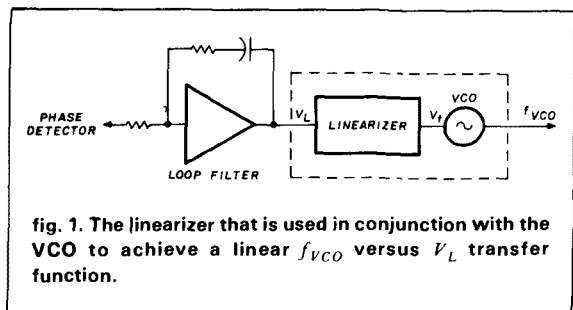 PHASE
DETECTOR
LOOP FILTER
V_L
LINEARIZER
V_t
VCO
f_VCO
fig. 1. The linearizer that is used in conjunction with the
VCO to achieve a linear f_VCO versus V_L transfer
function.